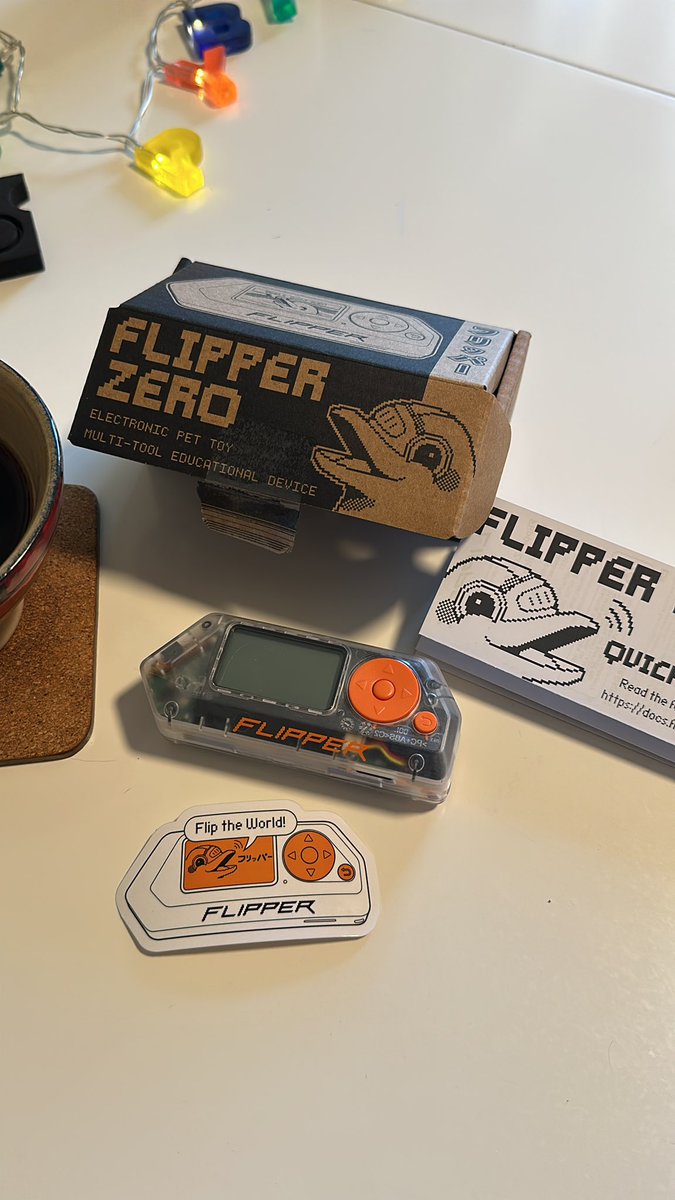 FLIPPER
フリッパー
FLIPPER
ZERO
ELECTRONIC PET TOY
MULTI-TOOL EDUCATIONAL DEVICE
FLIPPER
QUICK
Read the
https://docs.fl
FLIPPER
Flip the World!
フリッパー
FLIPPER